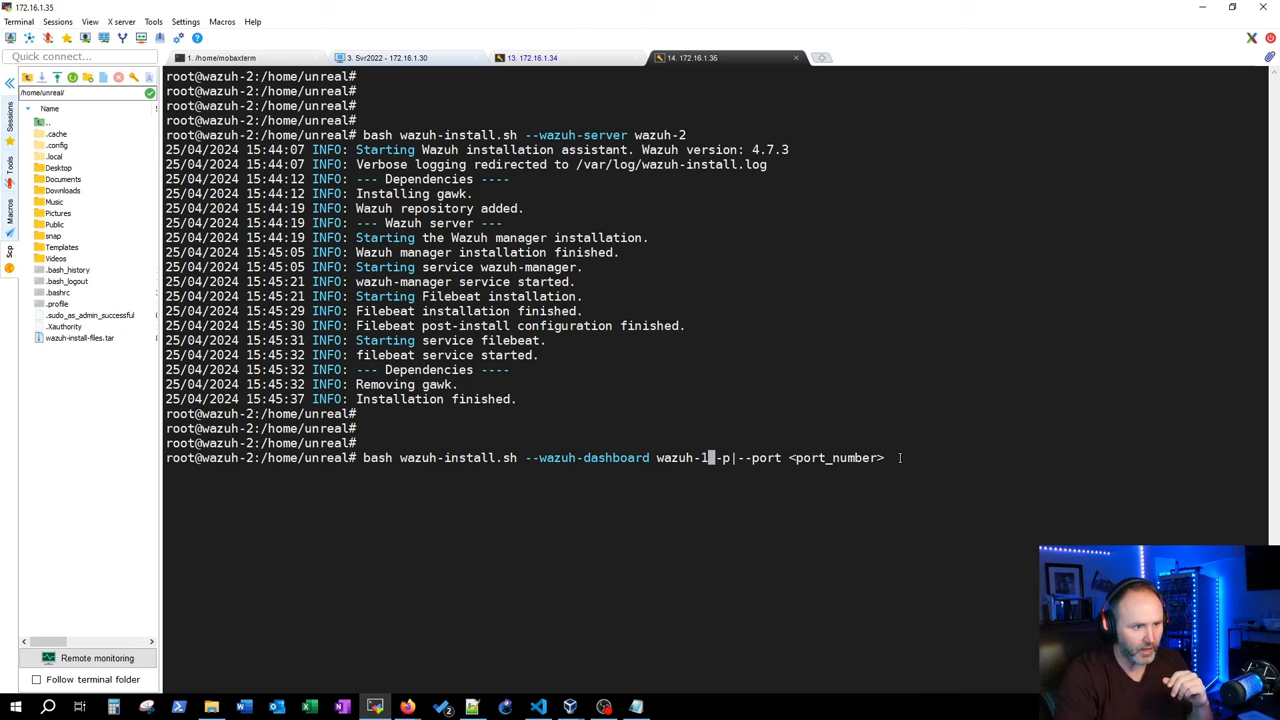 172.16.1.35
Terminal Sessions View X server Tools Settings Macros Help
Quick connect...
1. /home/mobaxterm
3. Svr2022 - 172.16.1.30
13. 172.16.1.34
14. 172.16.1.35
/home/unreal/
Name
..
.cache
.config
.local
Desktop
Documents
Downloads
Music
Pictures
Public
snap
Templates
Videos
.bash_history
.bash_logout
.bashrc
.profile
.sudo_as_admin_successful
.Xauthority
wazuh-install-files.tar
Sessions
Tools
Macros
Scp
Remote monitoring
Follow terminal folder
root@wazuh-2:/home/unreal#
root@wazuh-2:/home/unreal#
root@wazuh-2:/home/unreal#
root@wazuh-2:/home/unreal#
root@wazuh-2:/home/unreal# bash wazuh-install.sh --wazuh-server wazuh-2
25/04/2024 15:44:07 INFO: Starting Wazuh installation assistant. Wazuh version: 4.7.3
25/04/2024 15:44:07 INFO: Verbose logging redirected to /var/log/wazuh-install.log
25/04/2024 15:44:12 INFO: --- Dependencies ----
25/04/2024 15:44:12 INFO: Installing gawk.
25/04/2024 15:44:19 INFO: Wazuh repository added.
25/04/2024 15:44:19 INFO: --- Wazuh server ---
25/04/2024 15:44:19 INFO: Starting the Wazuh manager installation.
25/04/2024 15:45:05 INFO: Wazuh manager installation finished.
25/04/2024 15:45:05 INFO: Starting service wazuh-manager.
25/04/2024 15:45:21 INFO: wazuh-manager service started.
25/04/2024 15:45:21 INFO: Starting Filebeat installation.
25/04/2024 15:45:29 INFO: Filebeat installation finished.
25/04/2024 15:45:30 INFO: Filebeat post-install configuration finished.
25/04/2024 15:45:31 INFO: Starting service filebeat.
25/04/2024 15:45:32 INFO: filebeat service started.
25/04/2024 15:45:32 INFO: --- Dependencies ----
25/04/2024 15:45:32 INFO: Removing gawk.
25/04/2024 15:45:37 INFO: Installation finished.
root@wazuh-2:/home/unreal#
root@wazuh-2:/home/unreal#
root@wazuh-2:/home/unreal#
root@wazuh-2:/home/unreal# bash wazuh-install.sh --wazuh-dashboard wazuh-1 -p|--port <port_number>